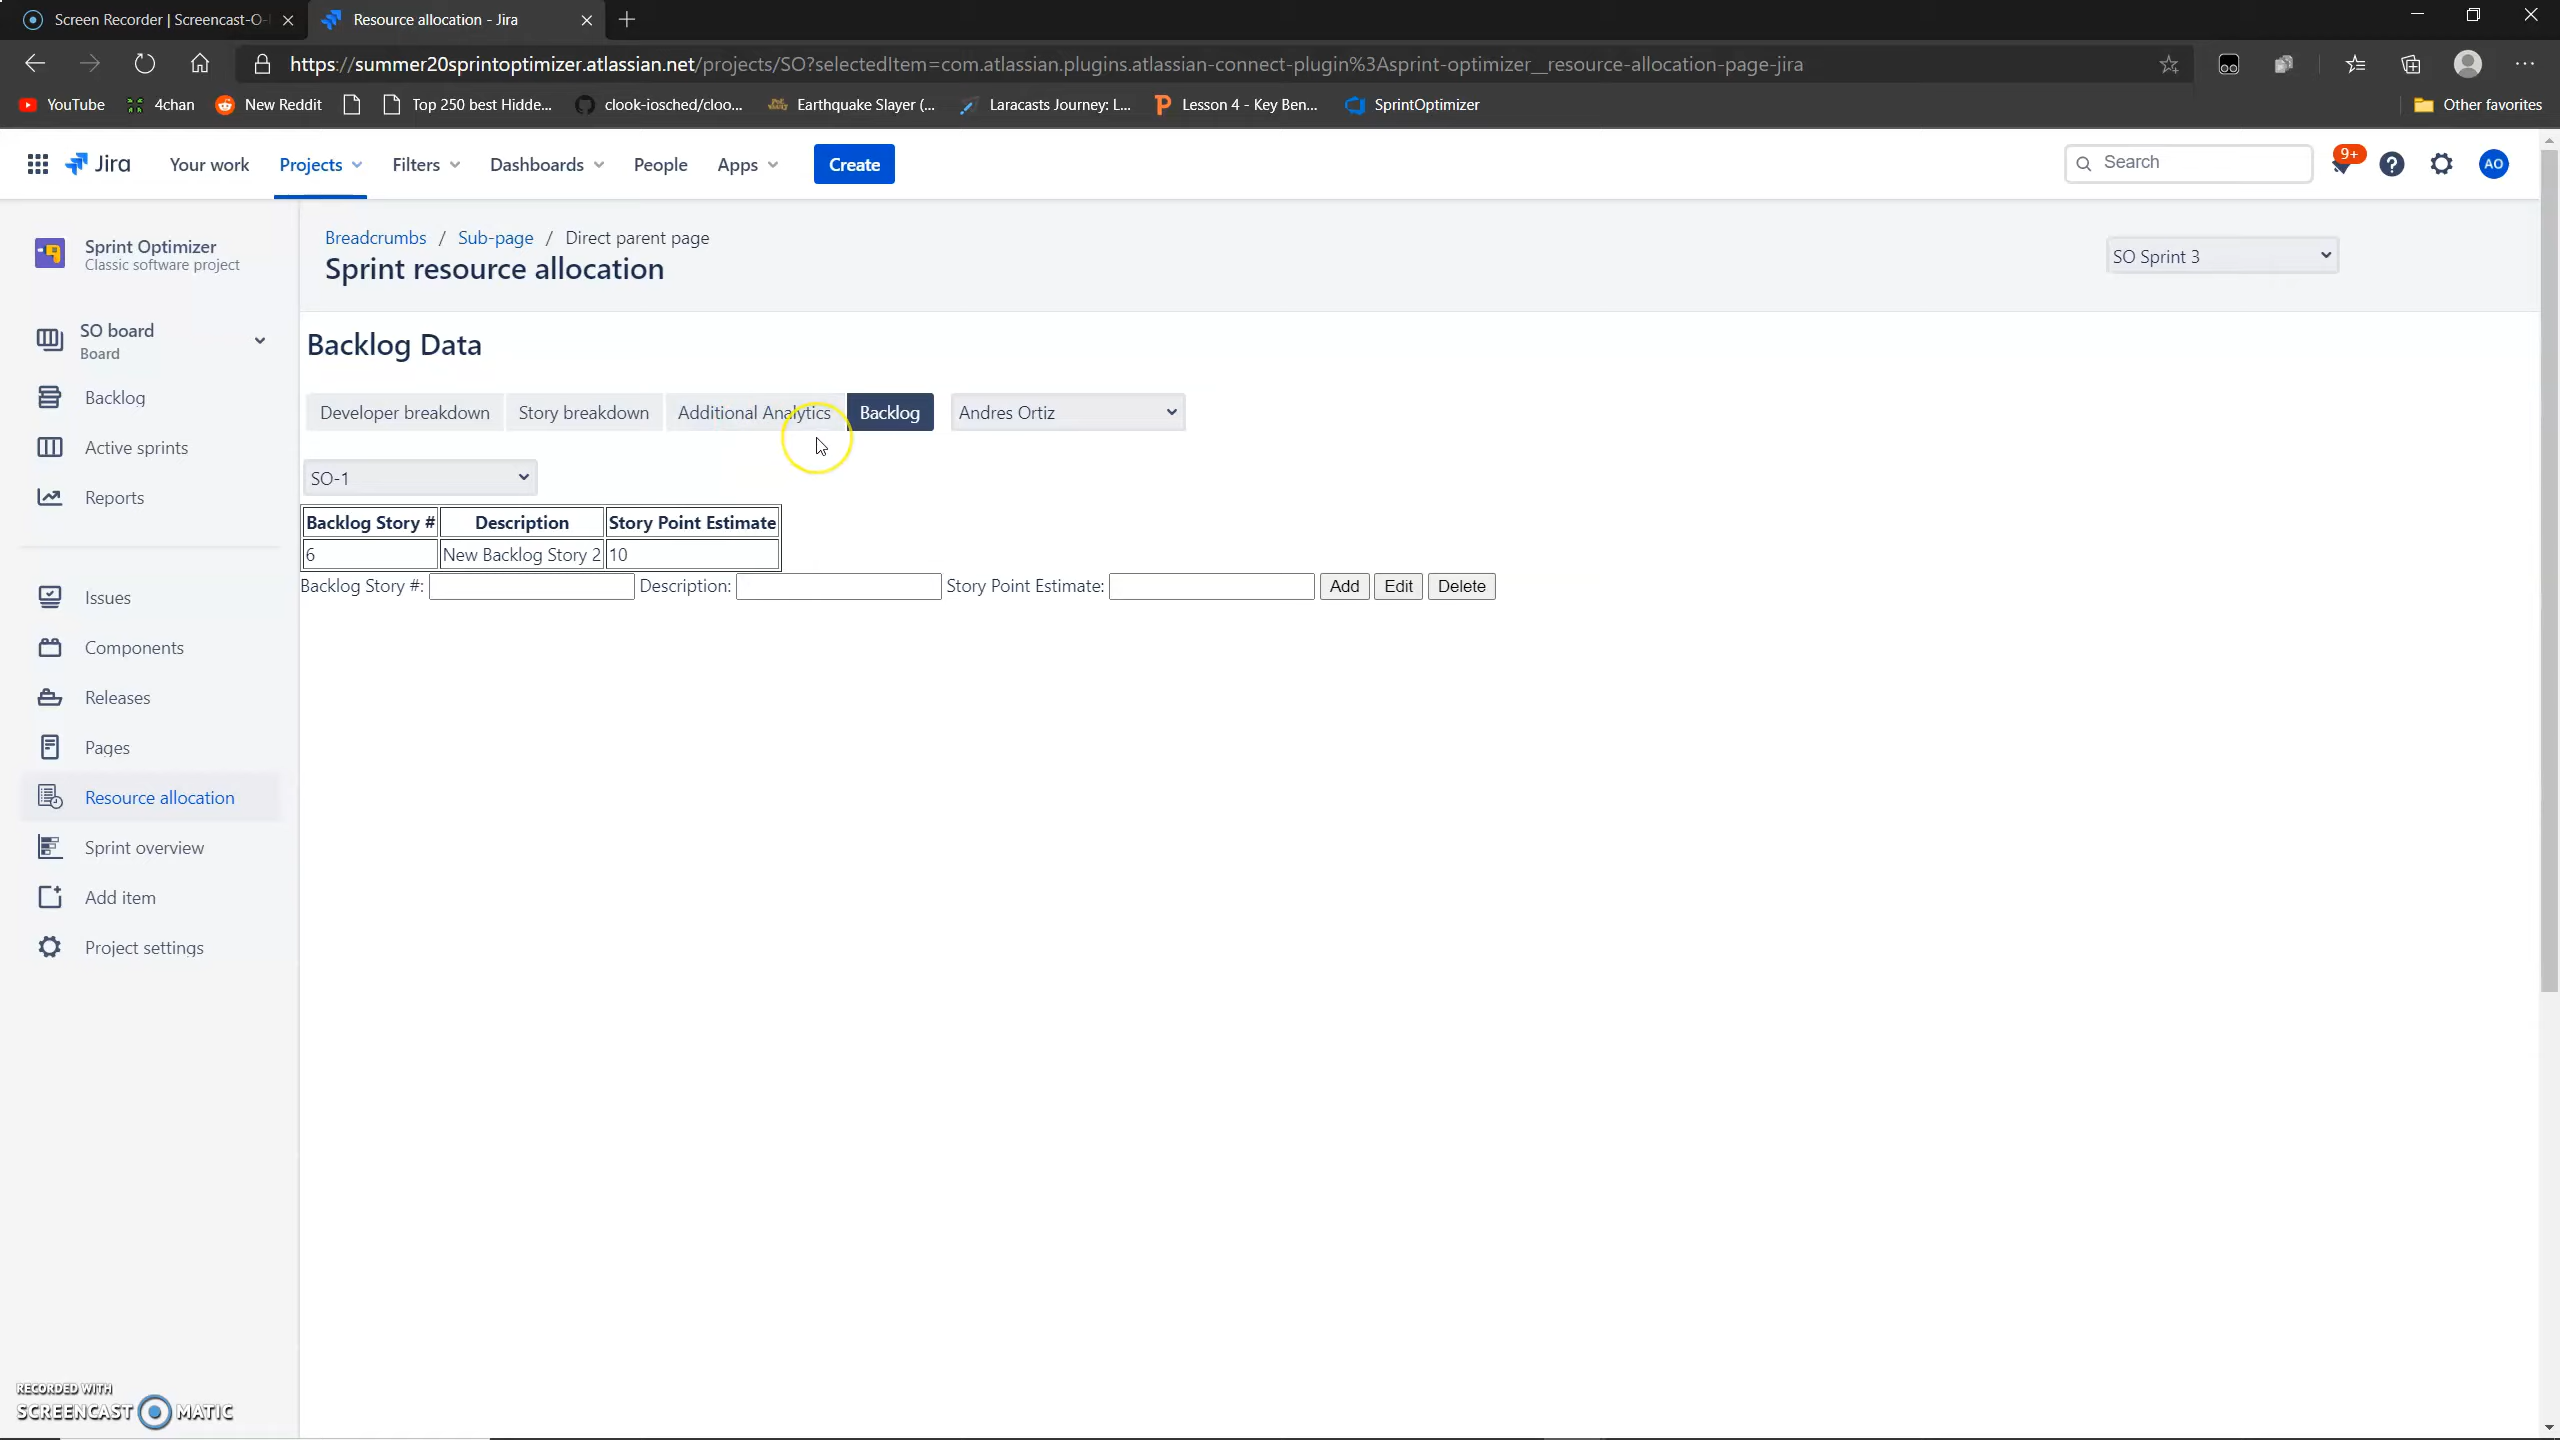 Screen Recorder | Screencast-O-
Resource allocation - Jira
https://summer20sprintoptimizer.atlassian.net/projects/SO?selectedItem=com.atlassian.plugins.atlassian-connect-plugin%3Asprint-optimizer__resource-allocation-page-jira
YouTube
4chan
New Reddit
Top 250 best Hidde...
clook-iosched/cloo...
Earthquake Slayer (...
Laracasts Journey: L...
Lesson 4 - Key Ben...
SprintOptimizer
Other favorites
Jira
Your work
Projects
Filters
Dashboards
People
Apps
Create
Search
9+
AO
Sprint Optimizer
Classic software project
SO board
Board
Backlog
Active sprints
Reports
Issues
Components
Releases
Pages
Resource allocation
Sprint overview
Add item
Project settings
Breadcrumbs / Sub-page / Direct parent page
Sprint resource allocation
SO Sprint 3
Backlog Data
Developer breakdown
Story breakdown
Additional Analytics
Backlog
Andres Ortiz
SO-1
Backlog Story # Description Story Point Estimate
6 New Backlog Story 2 10
Backlog Story #: Description: Story Point Estimate: Add Edit Delete
RECORDED WITH
SCREENCAST MATIC